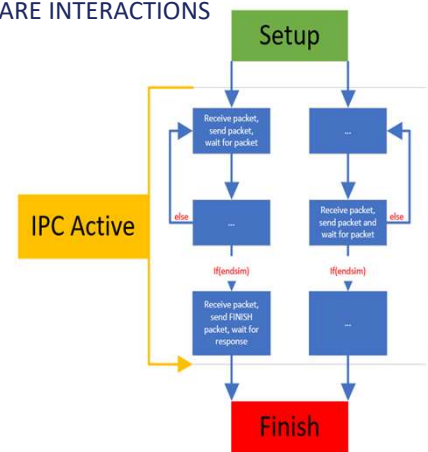 ARE INTERACTIONS
Setup
Receive packet,
send packet,
wait for packet
...
else
IPC Active
...
Receive packet,
send packet and
wait for packet
else
If(endsim)
If(endsim)
Receive packet,
send FINISH
packet, wait for
response
...
Finish